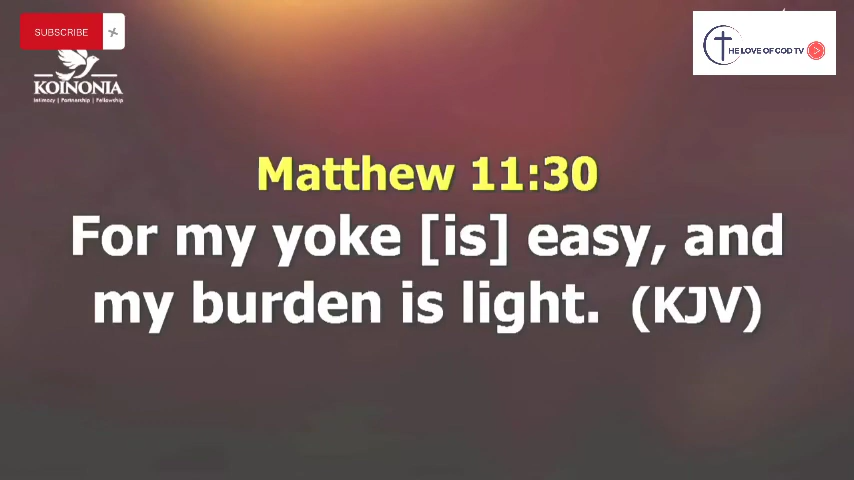 SUBSCRIBE
KOINONIA
Intimacy | Partnership | Fellowship
HE LOVE OF GOD TV
Matthew 11:30
For my yoke [is] easy, and
my burden is light. (KJV)